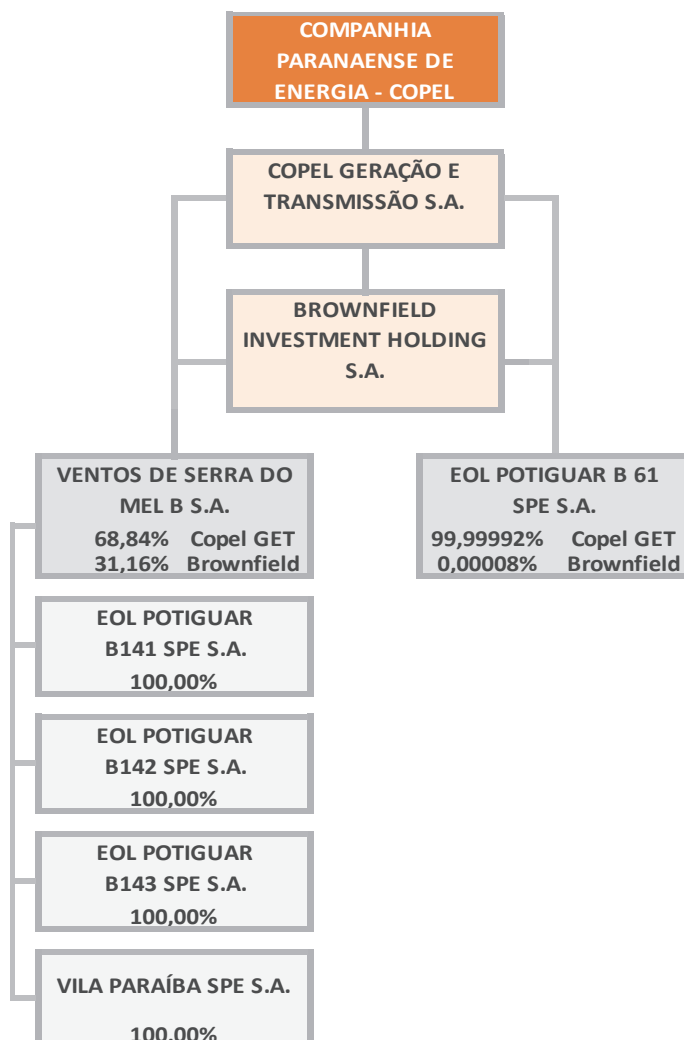 COMPANHIA
PARANAENSE DE
ENERGIA - COPEL
COPEL GERAÇÃO E
TRANSMISSÃO S.A.
BROWNFIELD
INVESTMENT HOLDING
S.A.
VENTOS DE SERRA DO
MEL B S.A.
68,84% Copel GET
31,16% Brownfield
EOL POTIGUAR B 61
SPE S.A.
99,99992% Copel GET
0,00008% Brownfield
EOL POTIGUAR
B141 SPE S.A.
100,00%
EOL POTIGUAR
B142 SPE S.A.
100,00%
EOL POTIGUAR
B143 SPE S.A.
100,00%
VILA PARAÍBA SPE S.A.
100,00%